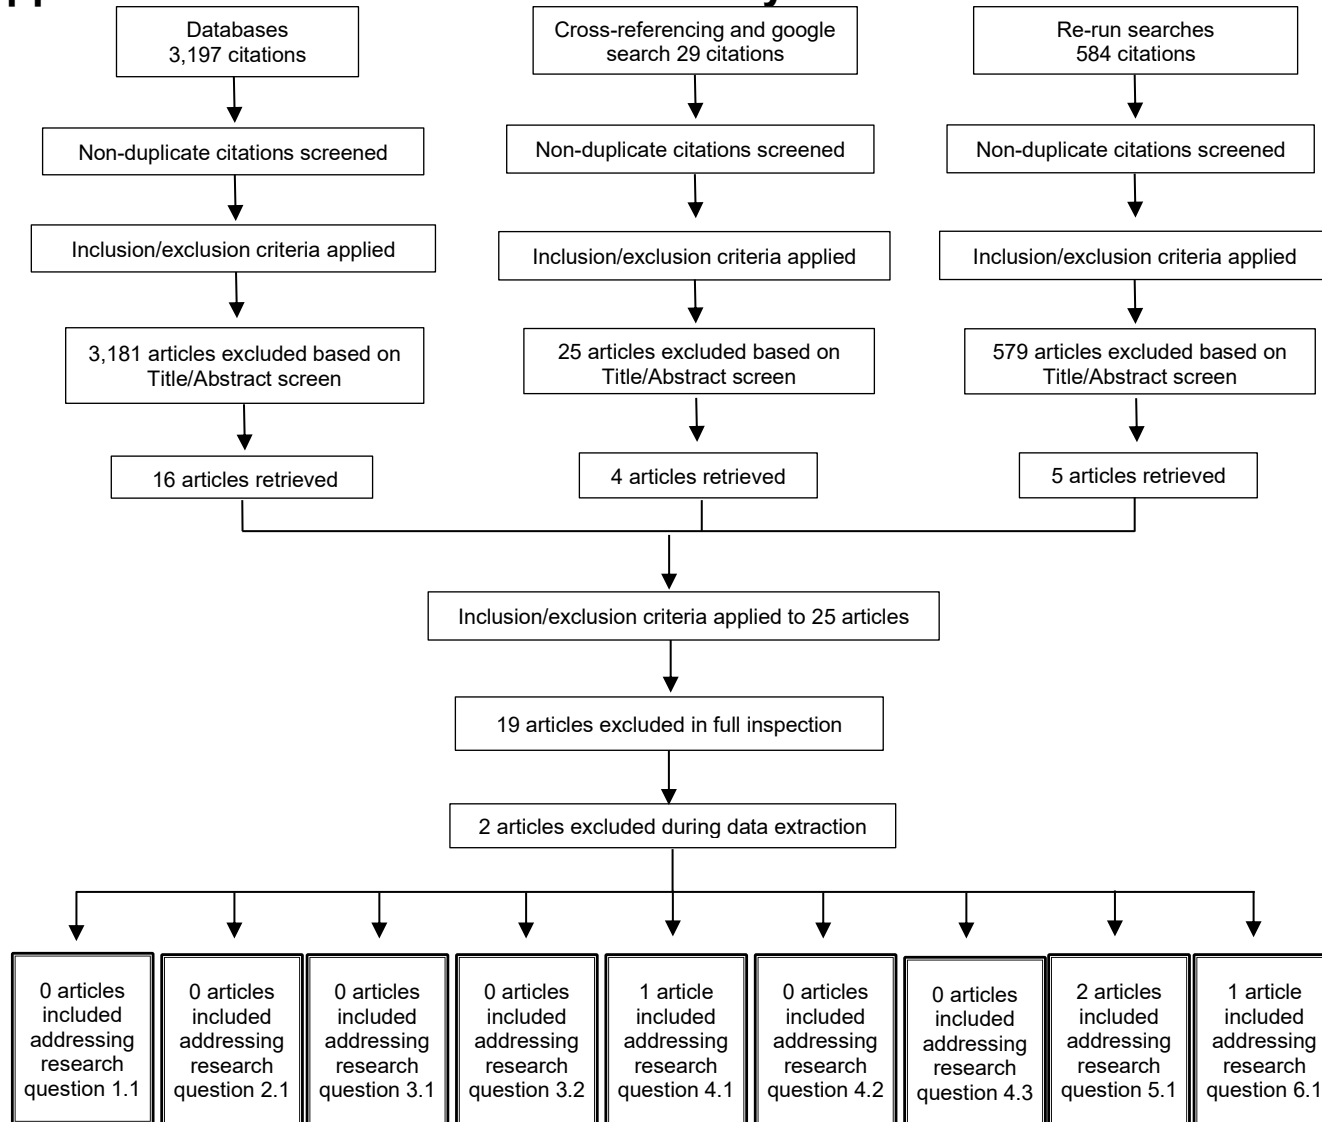 Databases
3,197 citations
Cross-referencing and google
search 29 citations
Re-run searches
584 citations
Non-duplicate citations screened
Non-duplicate citations screened
Non-duplicate citations screened
Inclusion/exclusion criteria applied
Inclusion/exclusion criteria applied
Inclusion/exclusion criteria applied
3,181 articles excluded based on
Title/Abstract screen
25 articles excluded based on
Title/Abstract screen
579 articles excluded based on
Title/Abstract screen
16 articles retrieved
4 articles retrieved
5 articles retrieved
Inclusion/exclusion criteria applied to 25 articles
19 articles excluded in full inspection
2 articles excluded during data extraction
0 articles
included
addressing
research
question 1.1
0 articles
included
addressing
research
question 2.1
0 articles
included
addressing
research
question 3.1
0 articles
included
addressing
research
question 3.2
1 article
included
addressing
research
question 4.1
0 articles
included
addressing
research
question 4.2
0 articles
included
addressing
research
question 4.3
2 articles
included
addressing
research
question 5.1
1 article
included
addressing
research
question 6.1